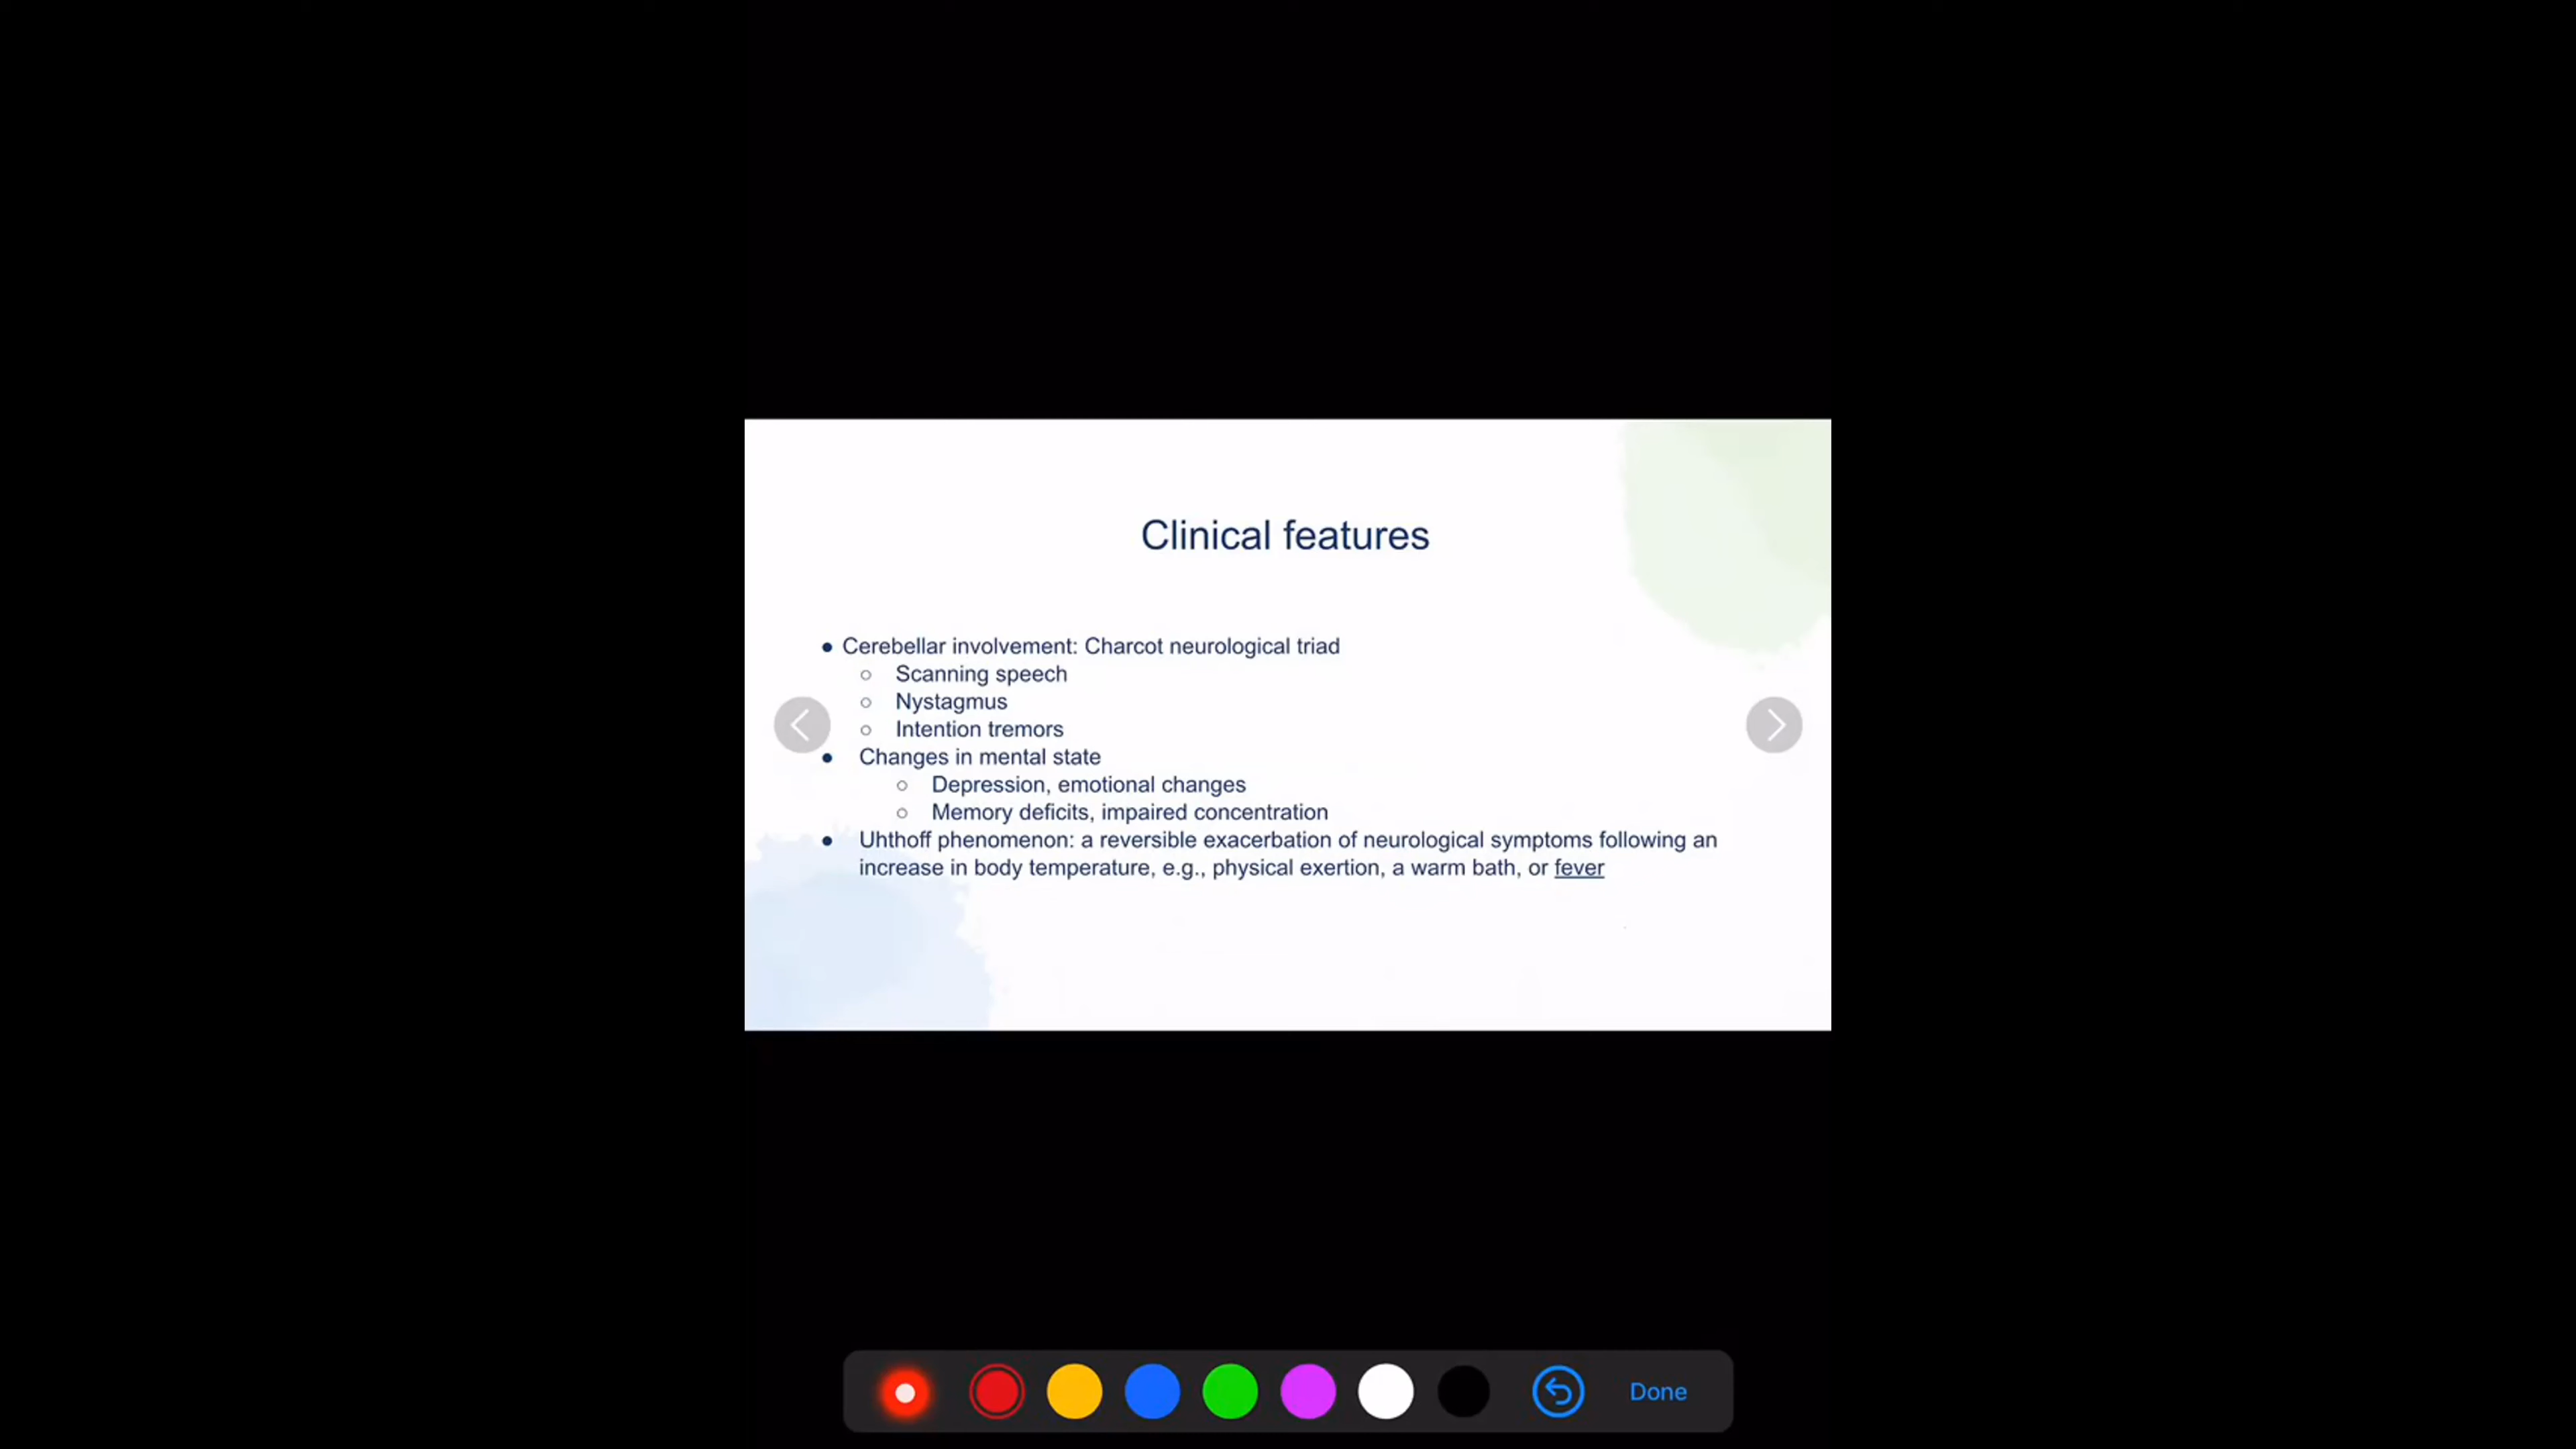 Clinical features
● Cerebellar involvement: Charcot neurological triad
○ Scanning speech
○ Nystagmus
○ Intention tremors
● Changes in mental state
○ Depression, emotional changes
○ Memory deficits, impaired concentration
● Uhthoff phenomenon: a reversible exacerbation of neurological symptoms following an
increase in body temperature, e.g., physical exertion, a warm bath, or fever
Done